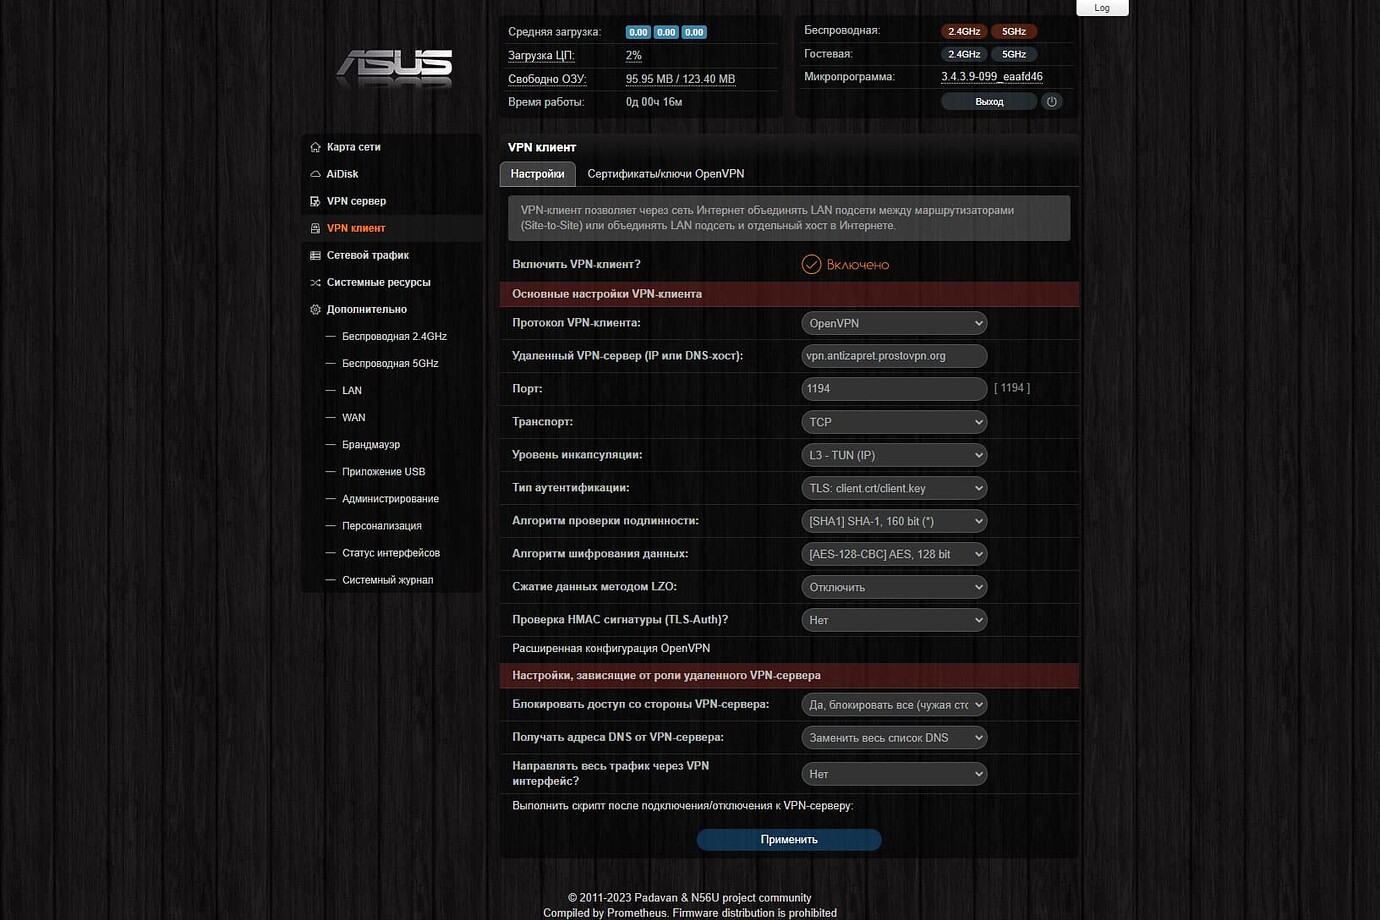 Log
ASUS
Средняя загрузка: 0.00 0.00 0.00
Загрузка ЦП: 2%
Свободно ОЗУ: 95.95 MB / 123.40 MB
Время работы: 0д 00ч 16м
Беспроводная: 2.4GHz 5GHz
Гостевая: 2.4GHz 5GHz
Микропрограмма: 3.4.3.9-099_eaafd46
Выход
Карта сети
AiDisk
VPN сервер
VPN клиент
Сетевой трафик
Системные ресурсы
Дополнительно
Беспроводная 2.4GHz
Беспроводная 5GHz
LAN
WAN
Брандмауэр
Приложение USB
Администрирование
Персонализация
Статус интерфейсов
Системный журнал
VPN клиент
Настройки Сертификаты/ключи OpenVPN
VPN-клиент позволяет через сеть Интернет объединять LAN подсети между маршрутизаторами
(Site-to-Site) или объединять LAN подсеть и отдельный хост в Интернете.
Включить VPN-клиент? Включено
Основные настройки VPN-клиента
Протокол VPN-клиента: OpenVPN
Удаленный VPN-сервер (IP или DNS-хост): vpn.antizapret.prostovpn.org
Порт: 1194 [ 1194 ]
Транспорт: TCP
Уровень инкапсуляции: L3 - TUN (IP)
Тип аутентификации: TLS: client.crt/client.key
Алгоритм проверки подлинности: [SHA1] SHA-1, 160 bit (*)
Алгоритм шифрования данных: [AES-128-CBC] AES, 128 bit
Сжатие данных методом LZO: Отключить
Проверка HMAC сигнатуры (TLS-Auth)? Нет
Расширенная конфигурация OpenVPN
Настройки, зависящие от роли удаленного VPN-сервера
Блокировать доступ со стороны VPN-сервера: Да, блокировать все (чужая стс
Получать адреса DNS от VPN-сервера: Заменить весь список DNS
Направлять весь трафик через VPN
интерфейс? Нет
Выполнить скрипт после подключения/отключения к VPN-серверу:
Применить
© 2011-2023 Padavan & N56U project community
Compiled by Prometheus. Firmware distribution is prohibited